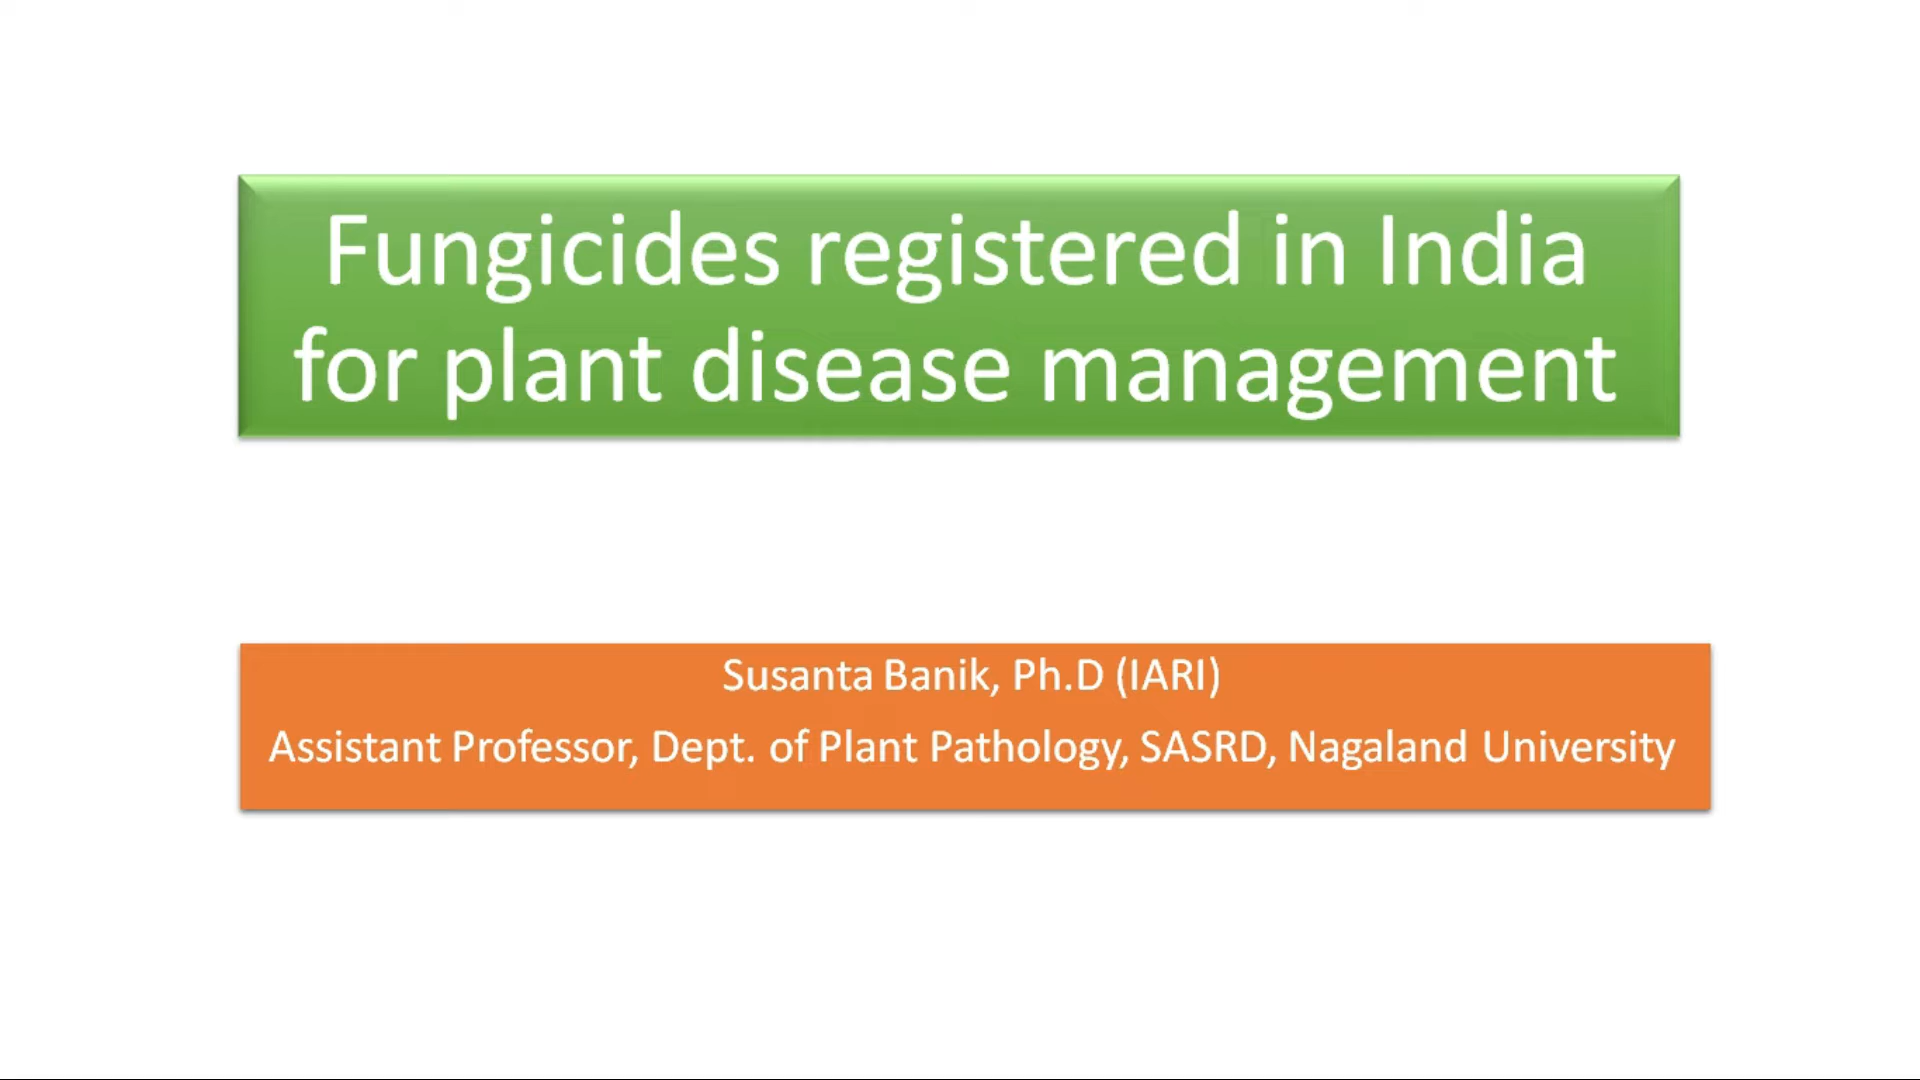 Fungicides registered in India
for plant disease management
Susanta Banik, Ph.D (IARI)
Assistant Professor, Dept. of Plant Pathology, SASRD, Nagaland University